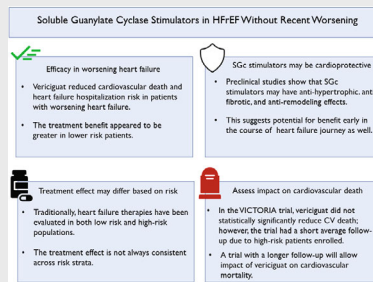 Soluble Guanylate Cyclase Stimulators in HFrEF Without Recent Worsening
Efficacy in worsening heart failure
• Vericiguat reduced cardiovascular death and
heart failure hospitalization risk in patients
with worsening heart failure.
• The treatment benefit appeared to be
greater in lower risk patients.
SGc stimulators may be cardioprotective
• Preclinical studies show that SGc
stimulators may have anti-hypertrophic, anti
fibrotic, and anti-remodeling effects.
• This suggests potential for benefit early in
the course of heart failure journey as well.
Treatment effect may differ based on risk
• Traditionally, heart failure therapies have been
evaluated in both low risk and high-risk
populations.
• The treatment effect is not always consistent
across risk strata.
Assess impact on cardiovascular death
• In the VICTORIA trial, vericiguat did not
statistically significantly reduce CV death;
however, the trial had a short average follow-
up due to high-risk patients enrolled.
• A trial with a longer follow-up will allow
impact of vericiguat on cardiovascular
mortality.